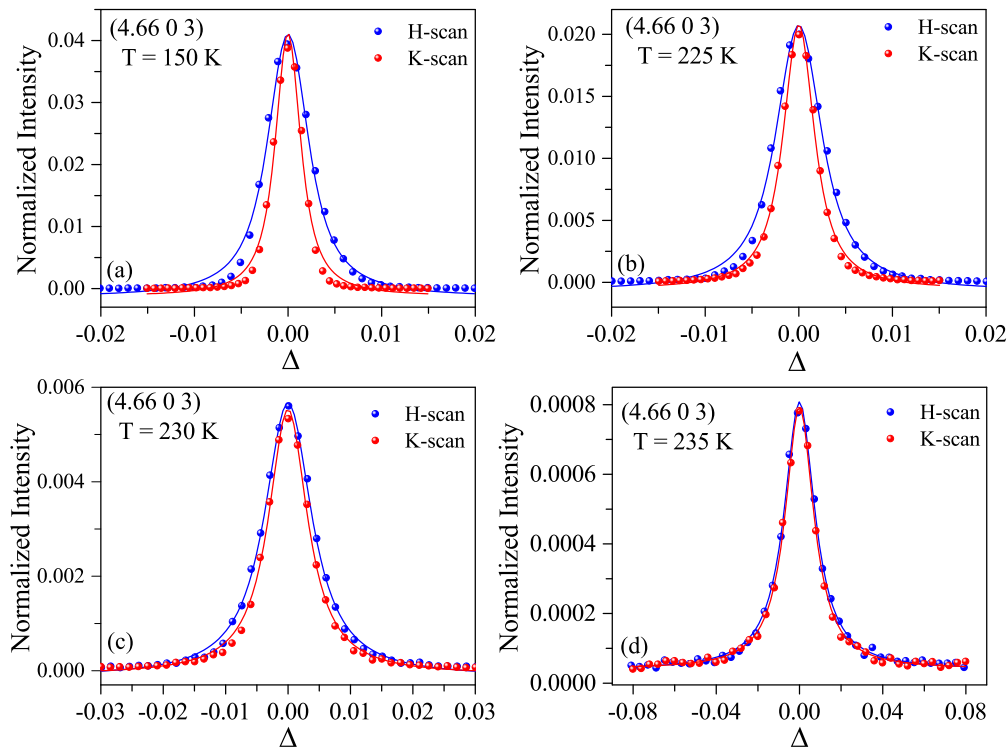 (4.66 0 3)
T = 150 K
H-scan
K-scan
Normalized Intensity
0.04
0.03
0.02
0.01
0.00
(a)
-0.02
-0.01
0.00
0.01
0.02
Δ
(4.66 0 3)
T = 225 K
H-scan
K-scan
Normalized Intensity
0.020
0.015
0.010
0.005
0.000
(b)
-0.02
-0.01
0.00
0.01
0.02
Δ
(4.66 0 3)
T = 230 K
H-scan
K-scan
Normalized Intensity
0.006
0.004
0.002
0.000
(c)
-0.03
-0.02
-0.01
0.00
0.01
0.02
0.03
Δ
(4.66 0 3)
T = 235 K
H-scan
K-scan
Normalized Intensity
0.0008
0.0006
0.0004
0.0002
0.0000
(d)
-0.08
-0.04
0.00
0.04
0.08
Δ